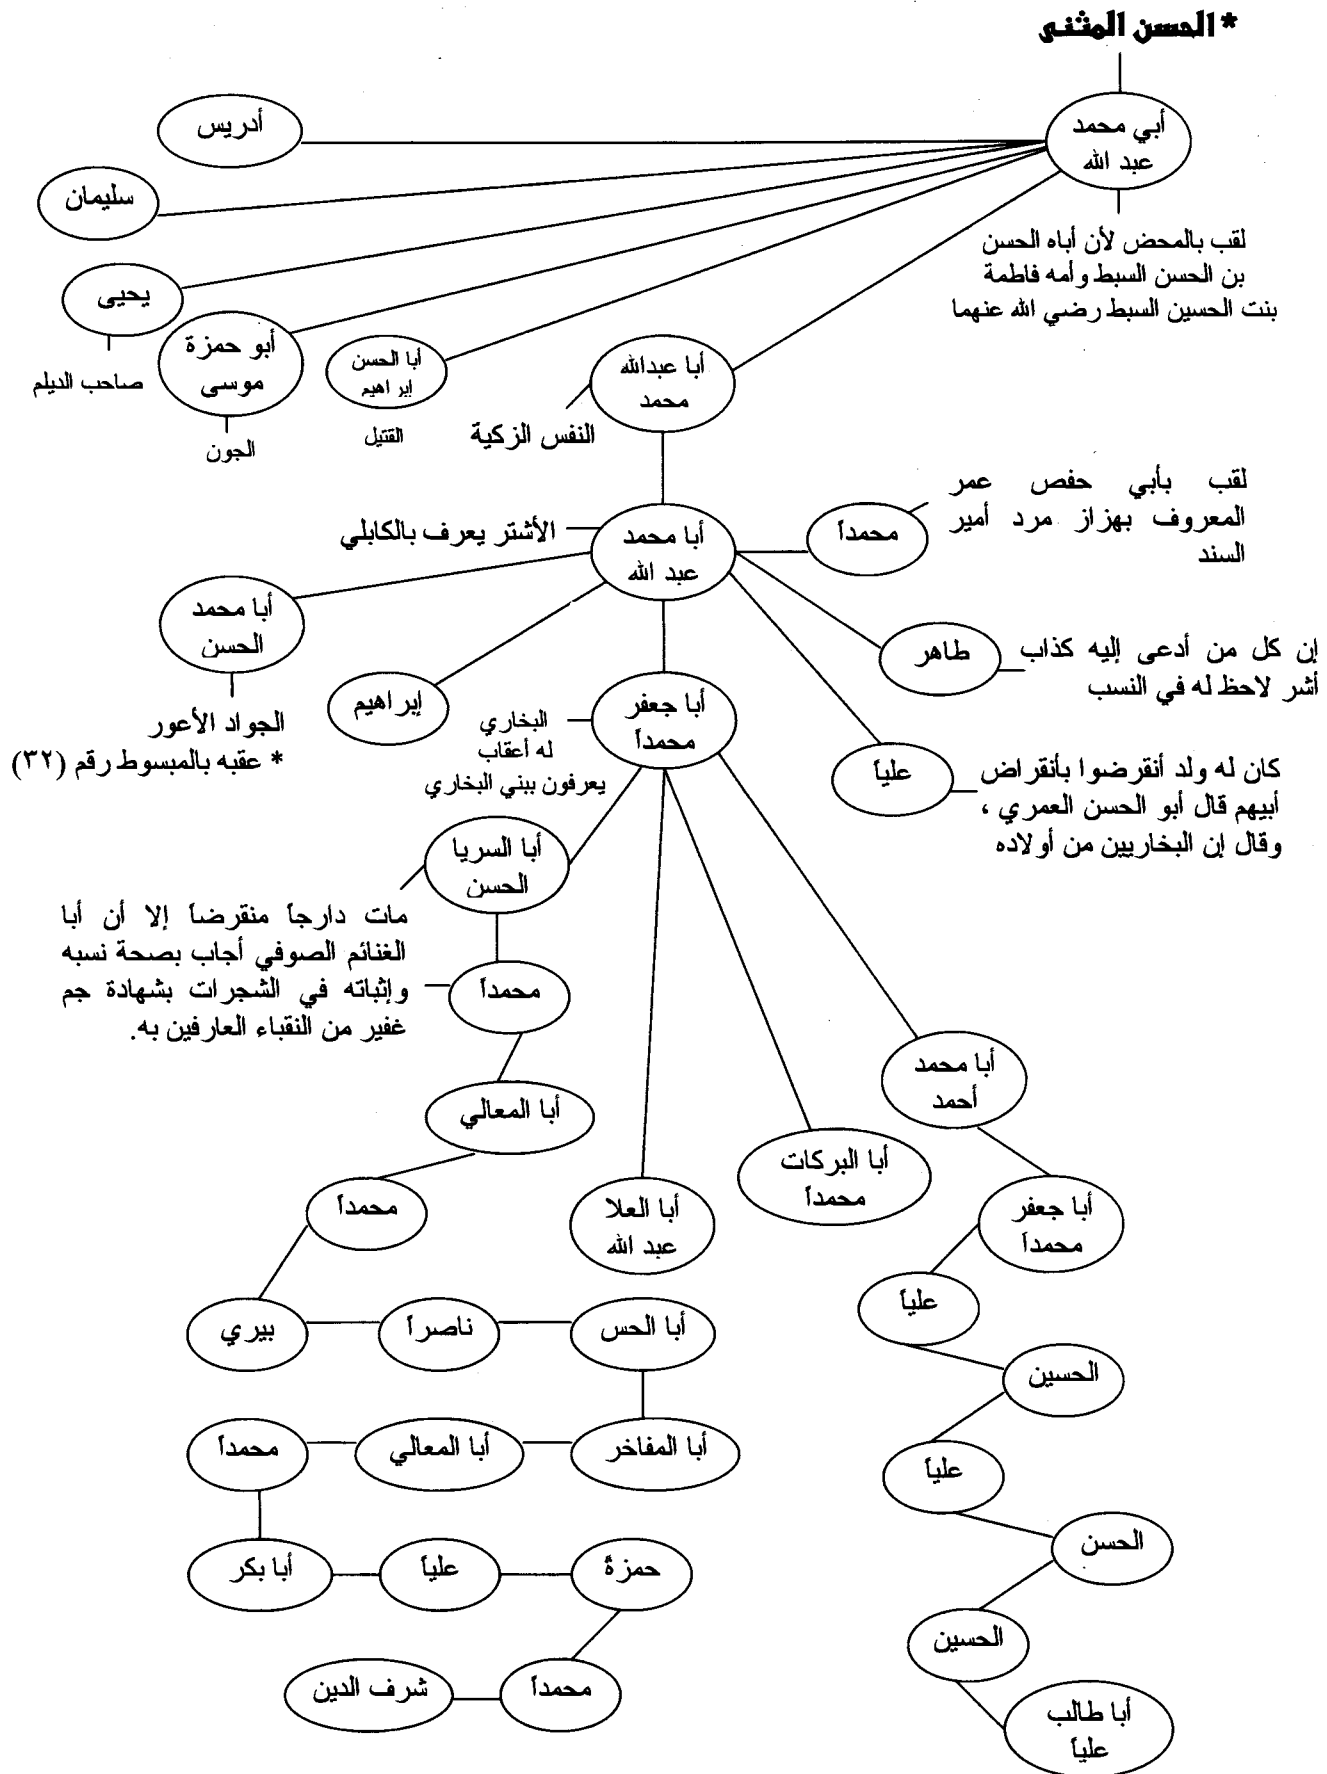 * الحسن المثنى
أبي محمد
عبد الله
لقب بالمحض لأن أباه الحسن
بن الحسن السبط وأمه فاطمة
بنت الحسين السبط رضي الله عنهما
أدريس
سليمان
يحيى
صاحب الديلم
أبو حمزة
موسى
الجون
أبا الحسن
إبراهيم
القتيل
أبا عبدالله
محمد
النفس الزكية
أبا محمد
عبد الله
الأشتر يعرف بالكابلي
محمداً
لقب بأبي حفص عمر
المعروف بهزاز مرد أمير
السند
طاهر
إن كل من أدعى إليه كذاب
أشر لاحظ له في النسب
علياً
كان له ولد أنقرضوا بأنقراض
أبيهم قال أبو الحسن العمري ،
وقال إن البخاريين من أولاده
أبا محمد
الحسن
الجواد الأعور
* عقبه بالمبسوط رقم (٣٢)
إبراهيم
أبا جعفر
محمداً
البخاري
له أعقاب
يعرفون ببني البخاري
أبا السريا
الحسن
مات دارجاً منقرضاً إلا أن أبا
الغنائم الصوفي أجاب بصحة نسبه
وإثباته في الشجرات بشهادة جم
غفير من النقباء العارفين به.
محمداً
أبا المعالي
محمداً
بيري
ناصراً
أبا الحس
أبا المفاخر
أبا المعالي
محمداً
أبا بكر
علياً
حمزةً
محمداً
شرف الدين
أبا العلا
عبد الله
أبا البركات
محمداً
أبا محمد
أحمد
أبا جعفر
محمداً
علياً
الحسين
علياً
الحسن
الحسين
أبا طالب
علياً